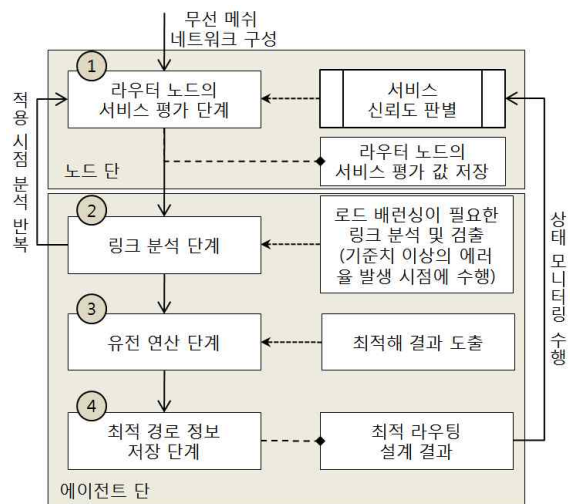 무선 메쉬
네트워크 구성
1
라우터 노드의
서비스 평가 단계
서비스
신뢰도 판별
라우터 노드의
서비스 평가 값 저장
노드 단
적용 시점 분석 반복
2
링크 분석 단계
로드 배런싱이 필요한
링크 분석 및 검출
(기준치 이상의 에러
율 발생 시점에 수행)
상태 모니터링 수행
3
유전 연산 단계
최적해 결과 도출
4
최적 경로 정보
저장 단계
최적 라우팅
설계 결과
에이전트 단